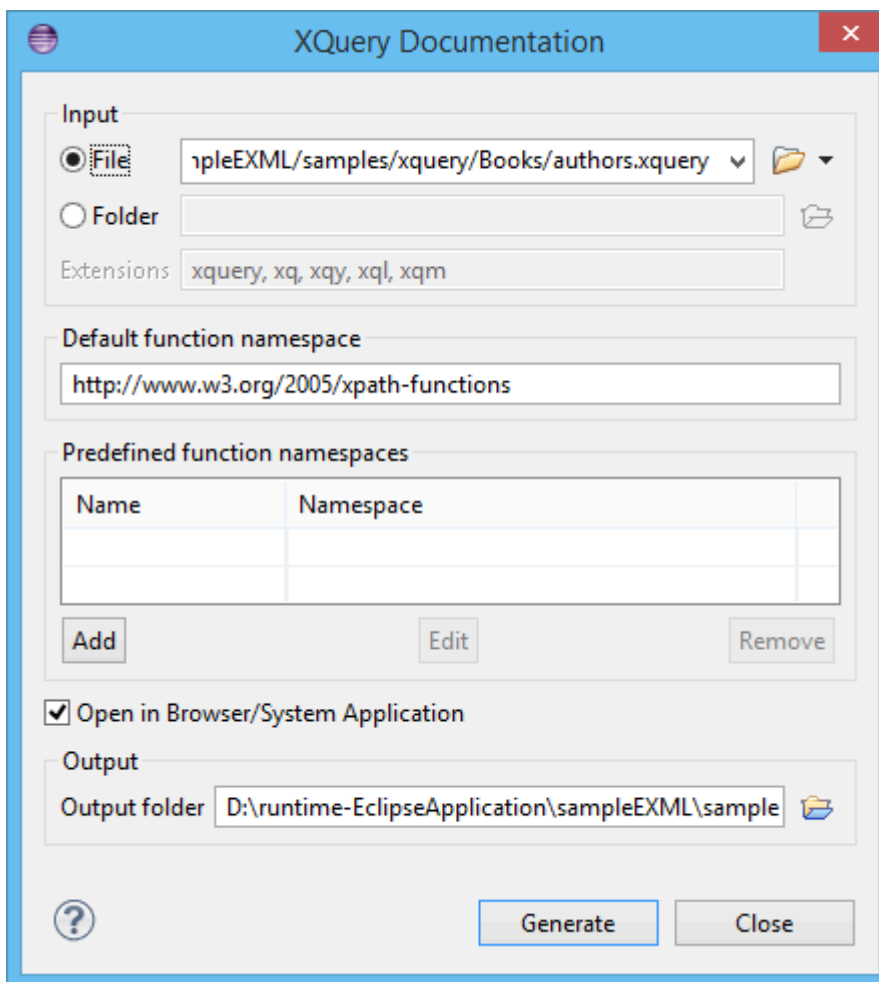 XQuery Documentation
Input
File
pleEXML/samples/xquery/Books/authors.xquery
Folder
Extensions
xquery, xq, xqy, xql, xqm
Default function namespace
http://www.w3.org/2005/xpath-functions
Predefined function namespaces
Name Namespace
Add Edit Remove
Open in Browser/System Application
Output
Output folder D:\runtime-EclipseApplication\sampleEXML\sample
Generate Close